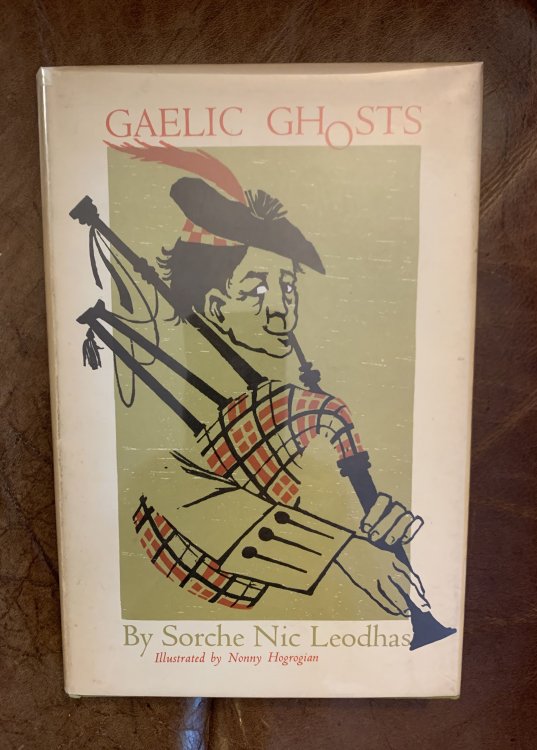 GAELIC GHOSTS
By Sorche Nic Leodhas
Illustrated by Nonny Hogrogian